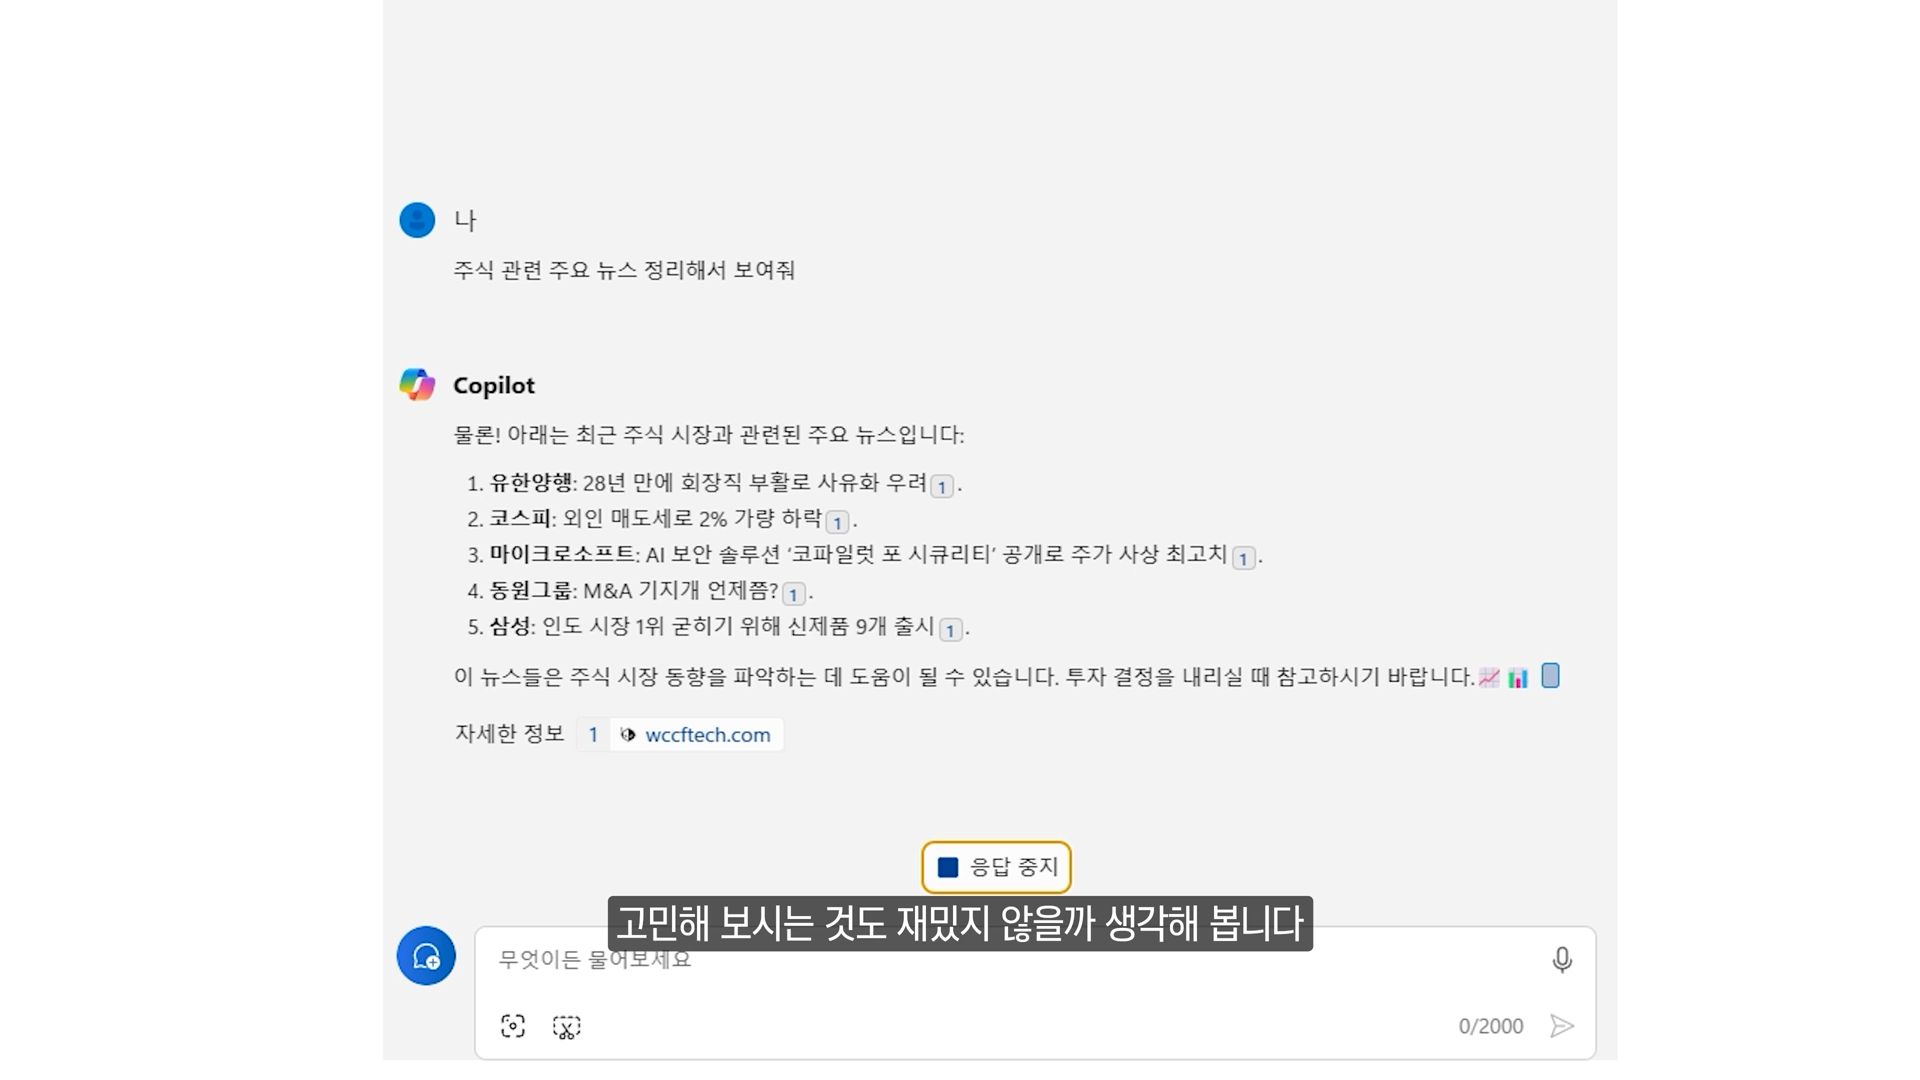 나
주식 관련 주요 뉴스 정리해서 보여줘
Copilot
물론! 아래는 최근 주식 시장과 관련된 주요 뉴스입니다:
1. 유한양행: 28년 만에 회장직 부활로 사유화 우려 1.
2. 코스피: 외인 매도세로 2% 가량 하락 1.
3. 마이크로소프트: AI 보안 솔루션 ‘코파일럿 포 시큐리티’ 공개로 주가 사상 최고치 1.
4. 동원그룹: M&A 기지개 언제쯤? 1.
5. 삼성: 인도 시장 1위 굳히기 위해 신제품 9개 출시 1.
이 뉴스들은 주식 시장 동향을 파악하는 데 도움이 될 수 있습니다. 투자 결정을 내리실 때 참고하시기 바랍니다.
자세한 정보 1 wccftech.com
응답 중지
고민해 보시는 것도 재밌지 않을까 생각해 봅니다
무엇이든 물어보세요
0/2000